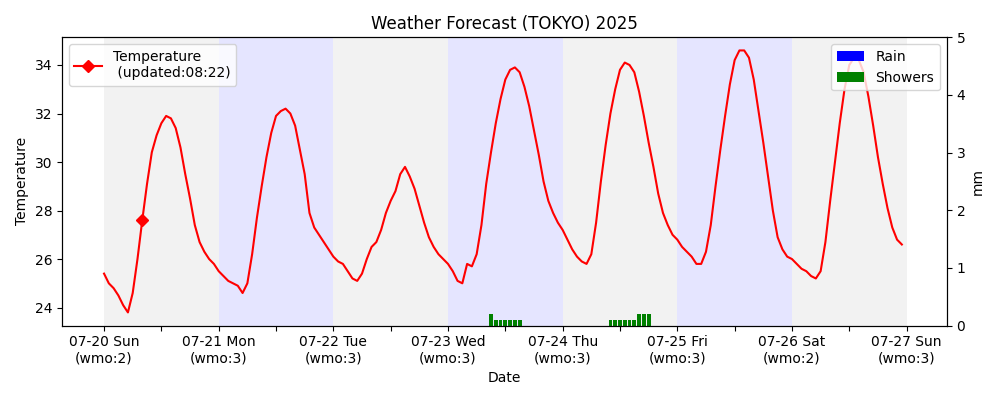 Weather Forecast (TOKYO) 2025
Temperature
(updated:08:22)
Rain
Showers
Temperature
34
32
30
28
26
24
mm
5
4
3
2
1
0
07-20 Sun
(wmo:2)
07-21 Mon
(wmo:3)
07-22 Tue
(wmo:3)
07-23 Wed
(wmo:3)
07-24 Thu
(wmo:3)
07-25 Fri
(wmo:3)
07-26 Sat
(wmo:2)
07-27 Sun
(wmo:3)
Date